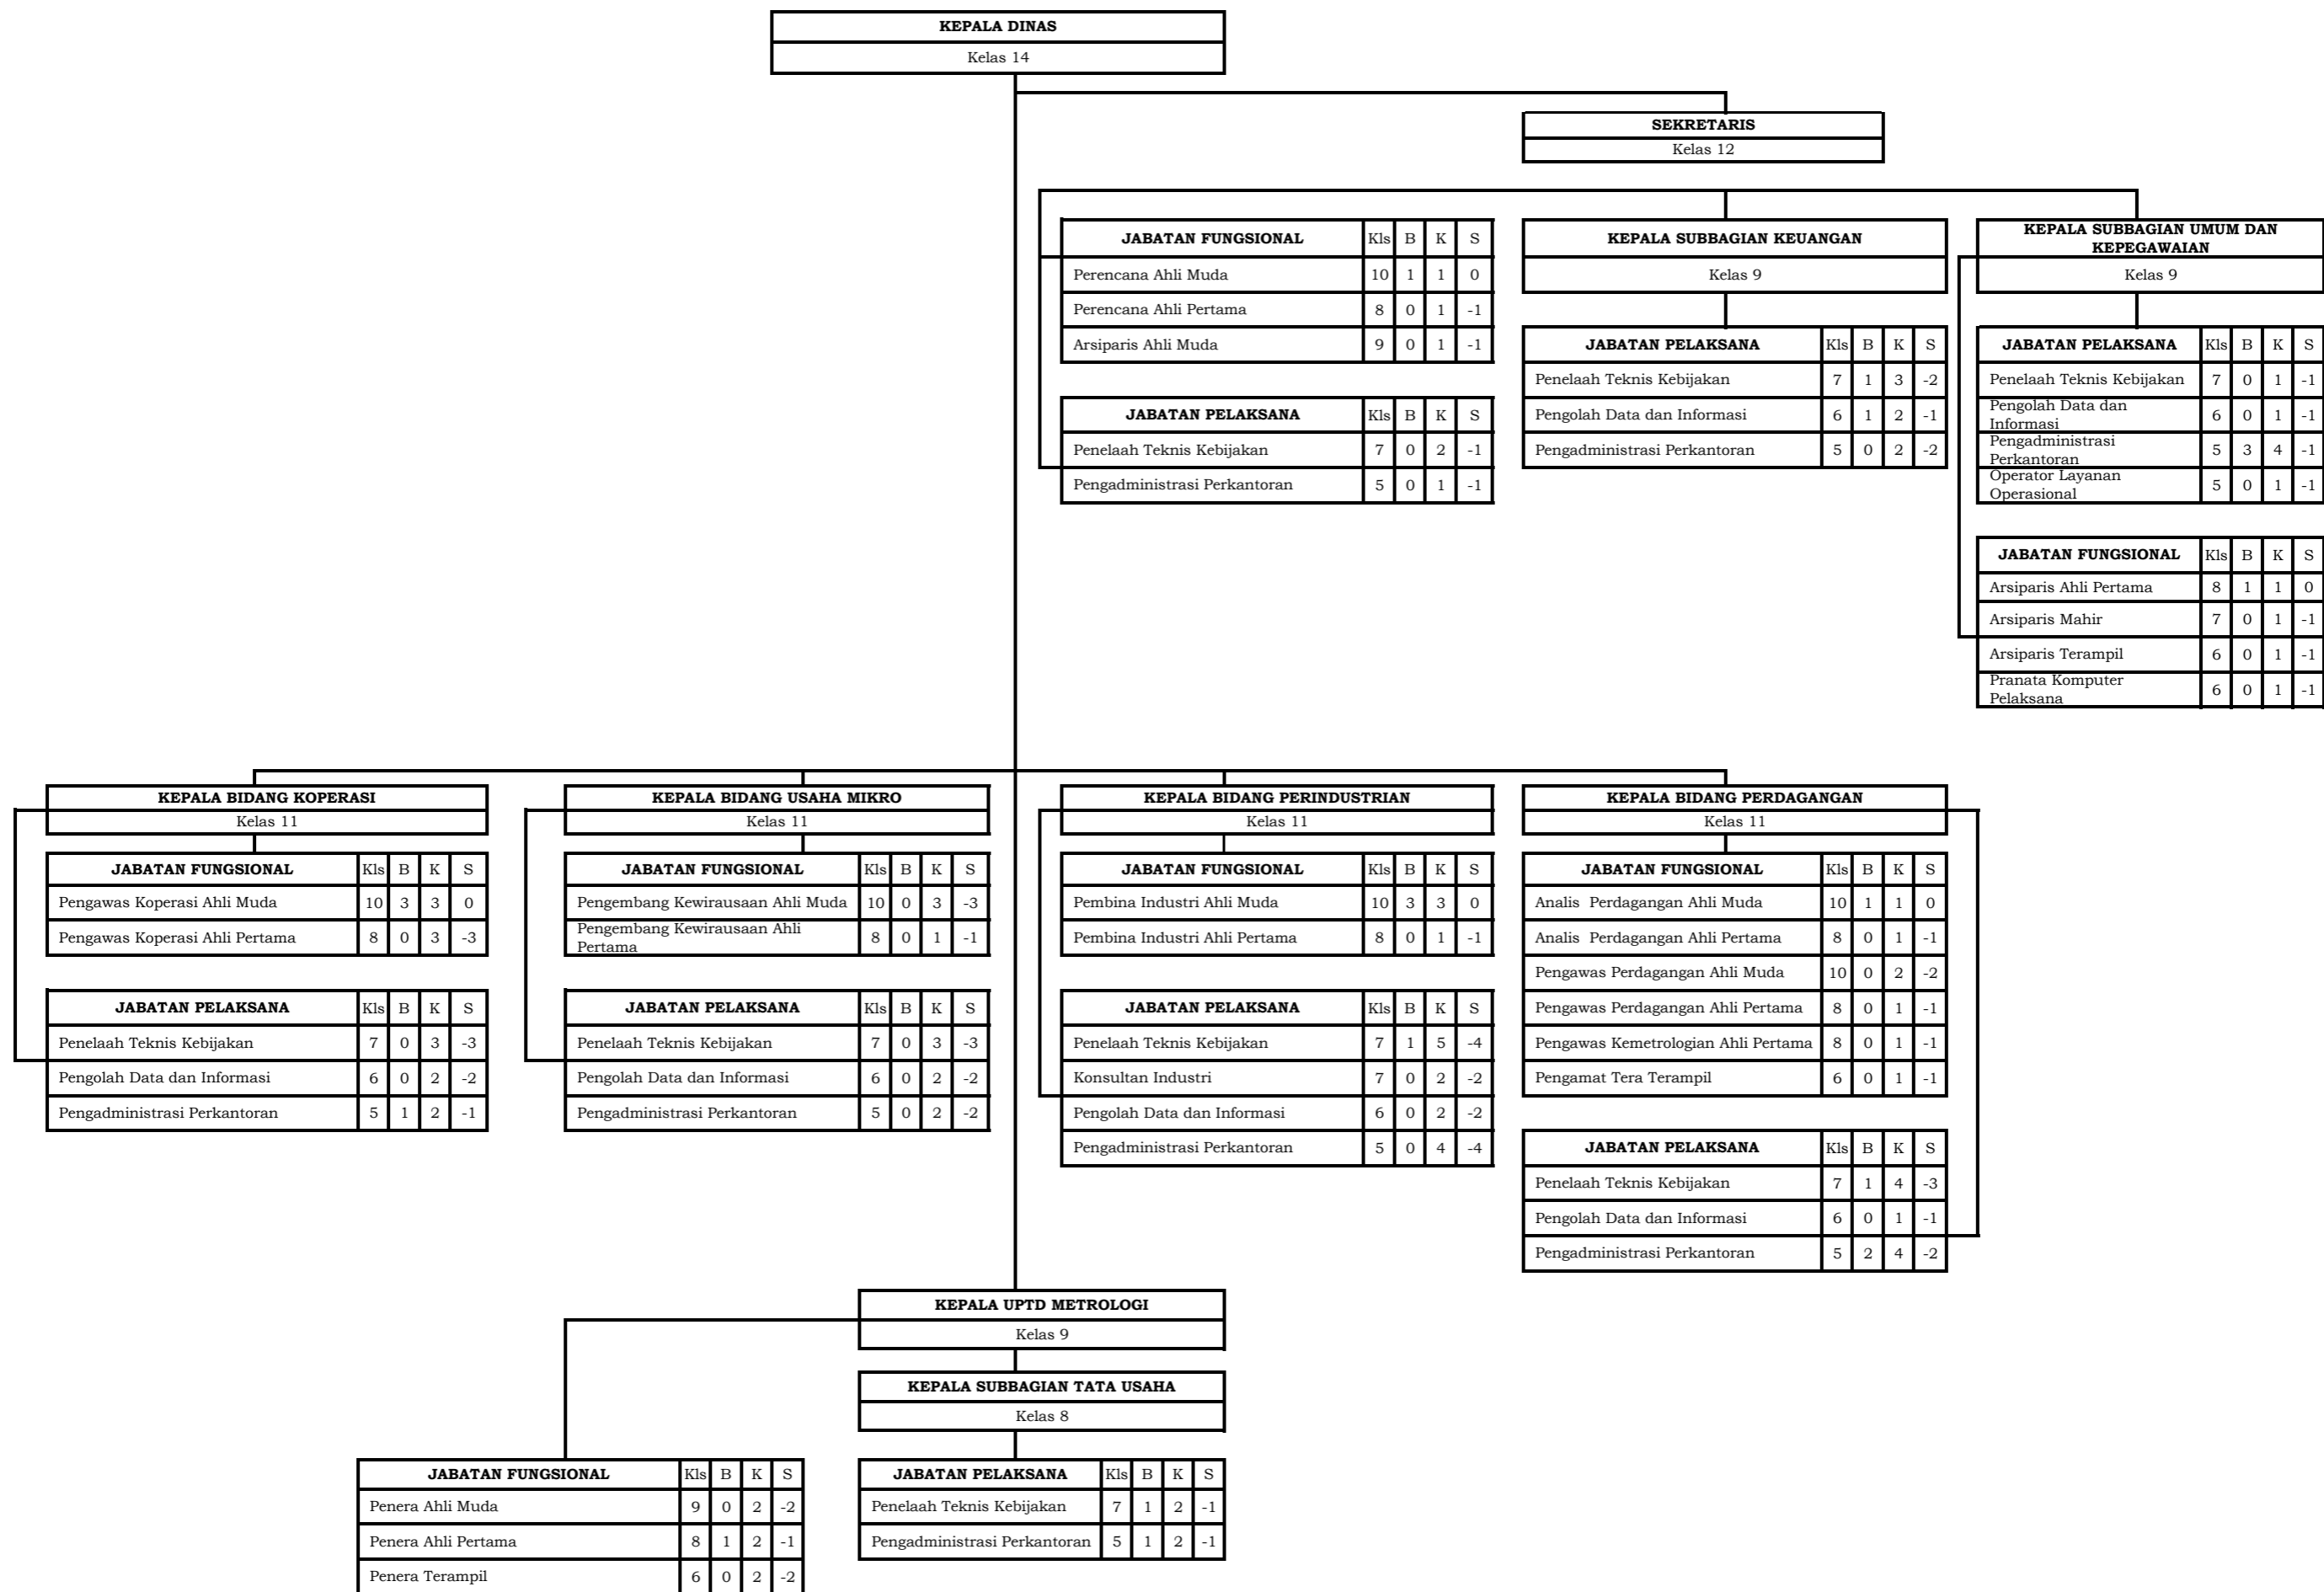 KEPALA DINAS
Kelas 14
SEKRETARIS
Kelas 12
JABATAN FUNGSIONAL Kls B K S
Perencana Ahli Muda 10 1 1 0
Perencana Ahli Pertama 8 0 1 -1
Arsiparis Ahli Muda 9 0 1 -1
JABATAN PELAKSANA Kls B K S
Penelaah Teknis Kebijakan 7 0 2 -1
Pengadministrasi Perkantoran 5 0 1 -1
KEPALA SUBBAGIAN KEUANGAN
Kelas 9
JABATAN PELAKSANA Kls B K S
Penelaah Teknis Kebijakan 7 1 3 -2
Pengolah Data dan Informasi 6 1 2 -1
Pengadministrasi Perkantoran 5 0 2 -2
KEPALA SUBBAGIAN UMUM DAN
KEPEGAWAIAN
Kelas 9
JABATAN PELAKSANA Kls B K S
Penelaah Teknis Kebijakan 7 0 1 -1
Pengolah Data dan
Informasi 6 0 1 -1
Pengadministrasi
Perkantoran 5 3 4 -1
Operator Layanan
Operasional 5 0 1 -1
JABATAN FUNGSIONAL Kls B K S
Arsiparis Ahli Pertama 8 1 1 0
Arsiparis Mahir 7 0 1 -1
Arsiparis Terampil 6 0 1 -1
Pranata Komputer
Pelaksana 6 0 1 -1
KEPALA BIDANG KOPERASI
Kelas 11
JABATAN FUNGSIONAL Kls B K S
Pengawas Koperasi Ahli Muda 10 3 3 0
Pengawas Koperasi Ahli Pertama 8 0 3 -3
JABATAN PELAKSANA Kls B K S
Penelaah Teknis Kebijakan 7 0 3 -3
Pengolah Data dan Informasi 6 0 2 -2
Pengadministrasi Perkantoran 5 1 2 -1
KEPALA BIDANG USAHA MIKRO
Kelas 11
JABATAN FUNGSIONAL Kls B K S
Pengembang Kewirausaan Ahli Muda 10 0 3 -3
Pengembang Kewirausaan Ahli
Pertama 8 0 1 -1
JABATAN PELAKSANA Kls B K S
Penelaah Teknis Kebijakan 7 0 3 -3
Pengolah Data dan Informasi 6 0 2 -2
Pengadministrasi Perkantoran 5 0 2 -2
KEPALA BIDANG PERINDUSTRIAN
Kelas 11
JABATAN FUNGSIONAL Kls B K S
Pembina Industri Ahli Muda 10 3 3 0
Pembina Industri Ahli Pertama 8 0 1 -1
JABATAN PELAKSANA Kls B K S
Penelaah Teknis Kebijakan 7 1 5 -4
Konsultan Industri 7 0 2 -2
Pengolah Data dan Informasi 6 0 2 -2
Pengadministrasi Perkantoran 5 0 4 -4
KEPALA BIDANG PERDAGANGAN
Kelas 11
JABATAN FUNGSIONAL Kls B K S
Analis Perdagangan Ahli Muda 10 1 1 0
Analis Perdagangan Ahli Pertama 8 0 1 -1
Pengawas Perdagangan Ahli Muda 10 0 2 -2
Pengawas Perdagangan Ahli Pertama 8 0 1 -1
Pengawas Kemetrologian Ahli Pertama 8 0 1 -1
Pengamat Tera Terampil 6 0 1 -1
JABATAN PELAKSANA Kls B K S
Penelaah Teknis Kebijakan 7 1 4 -3
Pengolah Data dan Informasi 6 0 1 -1
Pengadministrasi Perkantoran 5 2 4 -2
KEPALA UPTD METROLOGI
Kelas 9
KEPALA SUBBAGIAN TATA USAHA
Kelas 8
JABATAN FUNGSIONAL Kls B K S
Penera Ahli Muda 9 0 2 -2
Penera Ahli Pertama 8 1 2 -1
Penera Terampil 6 0 2 -2
JABATAN PELAKSANA Kls B K S
Penelaah Teknis Kebijakan 7 1 2 -1
Pengadministrasi Perkantoran 5 1 2 -1